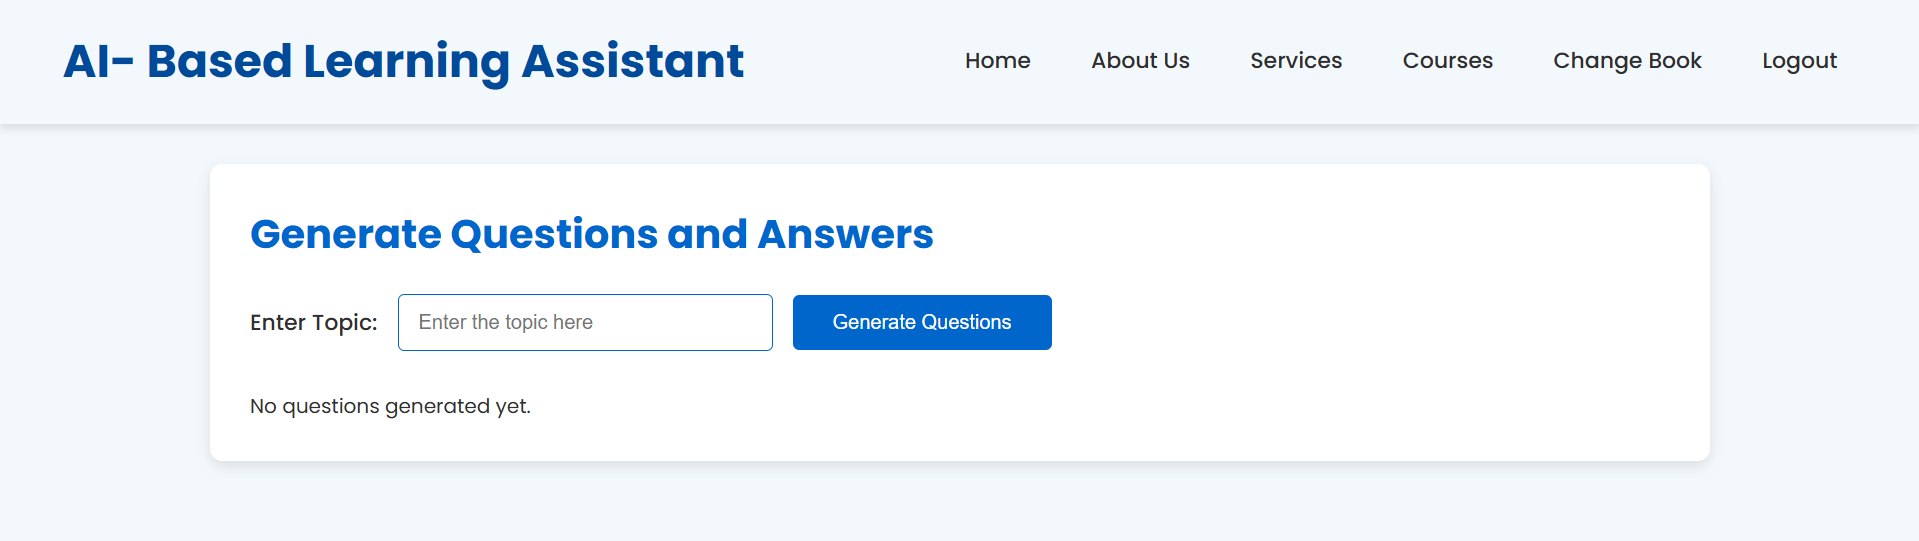 AI- Based Learning Assistant
Home About Us Services Courses Change Book Logout
Generate Questions and Answers
Enter Topic: Enter the topic here Generate Questions
No questions generated yet.